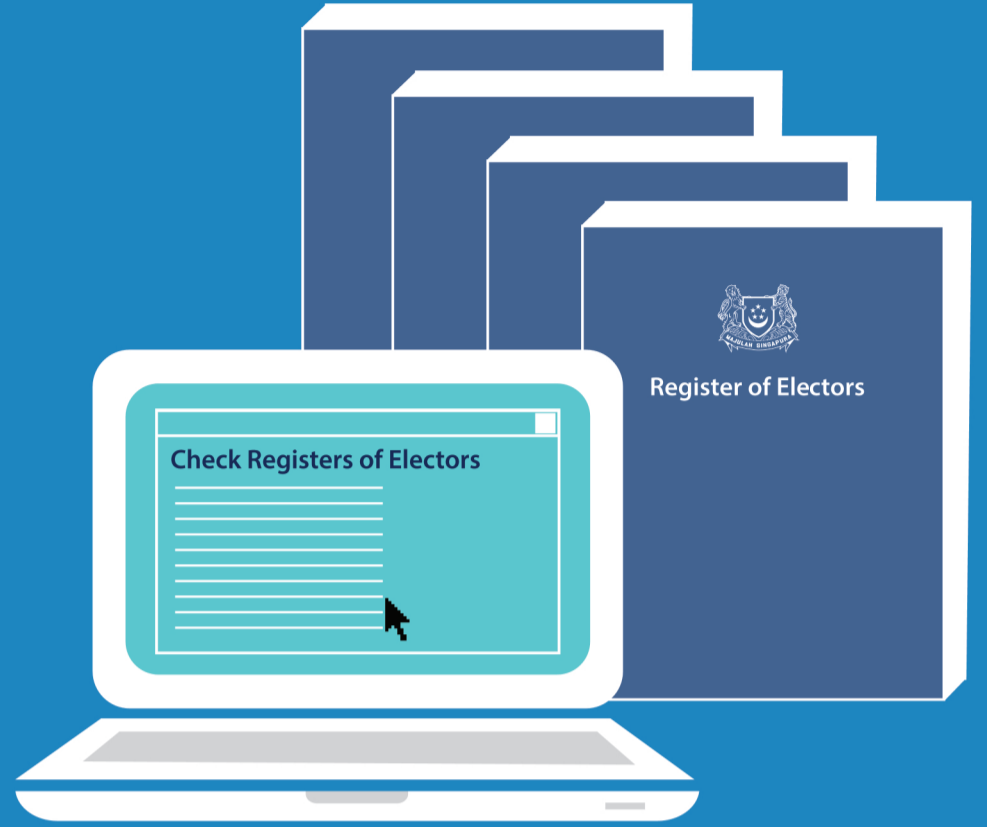 MAJULAH SINGAPURA
Register of Electors
Check Registers of Electors